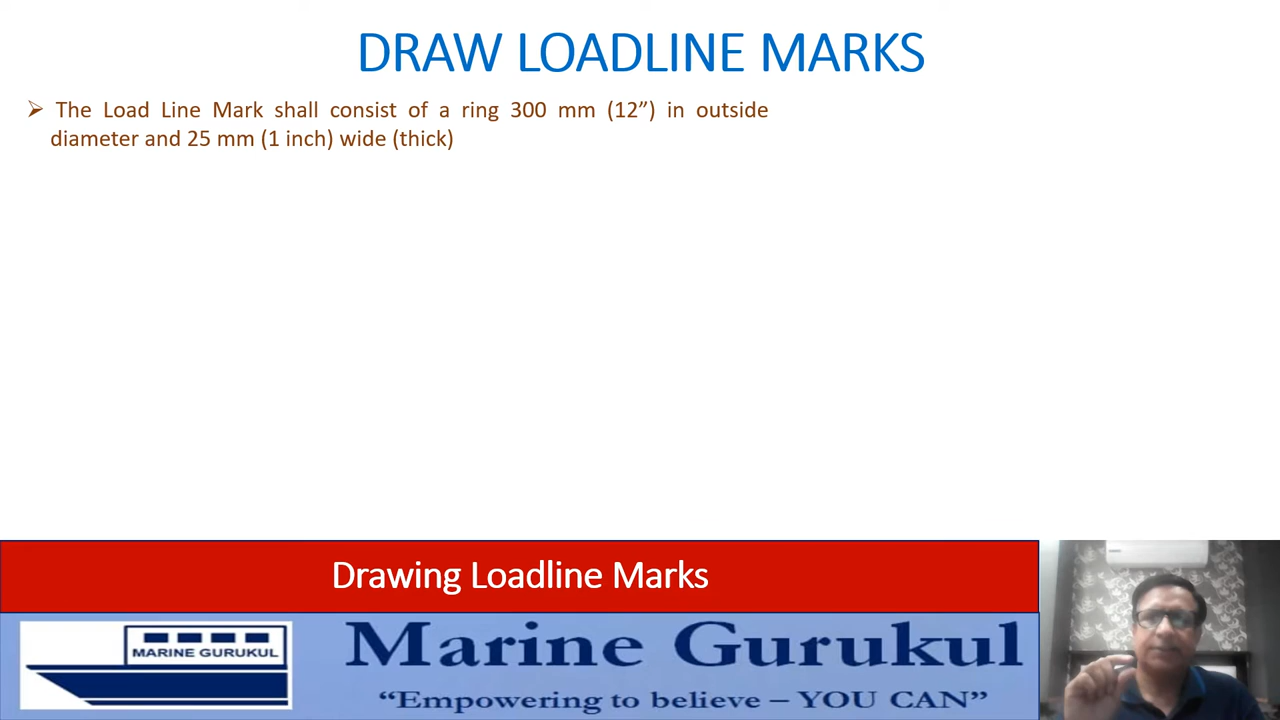 DRAW LOADLINE MARKS
➢ The Load Line Mark shall consist of a ring 300 mm (12”) in outside
diameter and 25 mm (1 inch) wide (thick)
Drawing Loadline Marks
MARINE GURUKUL
Marine Gurukul
“Empowering to believe – YOU CAN”